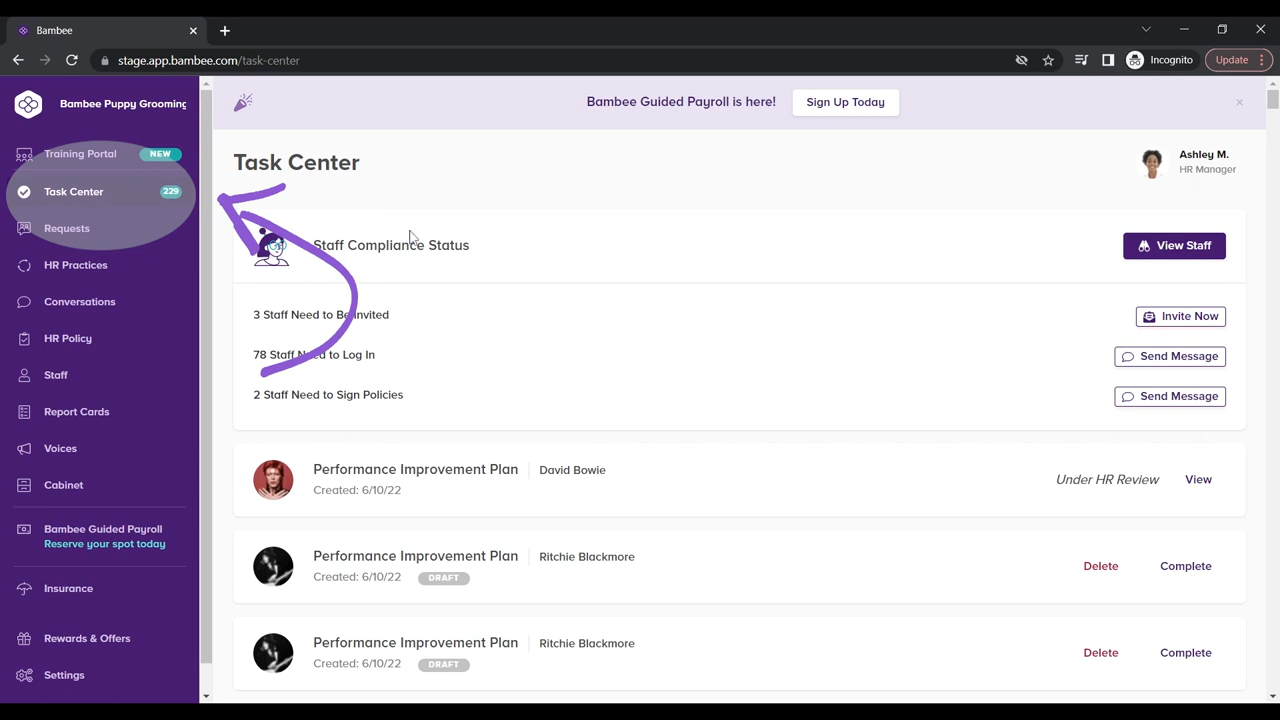 Bambee
stage.app.bambee.com/task-center
Incognito
Update
Bambee Puppy Grooming
Training Portal NEW
Task Center 229
Requests
HR Practices
Conversations
HR Policy
Staff
Report Cards
Voices
Cabinet
Bambee Guided Payroll
Reserve your spot today
Insurance
Rewards & Offers
Settings
Bambee Guided Payroll is here! Sign Up Today
Task Center
Ashley M.
HR Manager
Staff Compliance Status View Staff
3 Staff Need to Be Invited Invite Now
78 Staff Need to Log In Send Message
2 Staff Need to Sign Policies Send Message
Performance Improvement Plan David Bowie
Created: 6/10/22
Under HR Review View
Performance Improvement Plan Ritchie Blackmore
Created: 6/10/22 DRAFT
Delete Complete
Performance Improvement Plan Ritchie Blackmore
Created: 6/10/22 DRAFT
Delete Complete